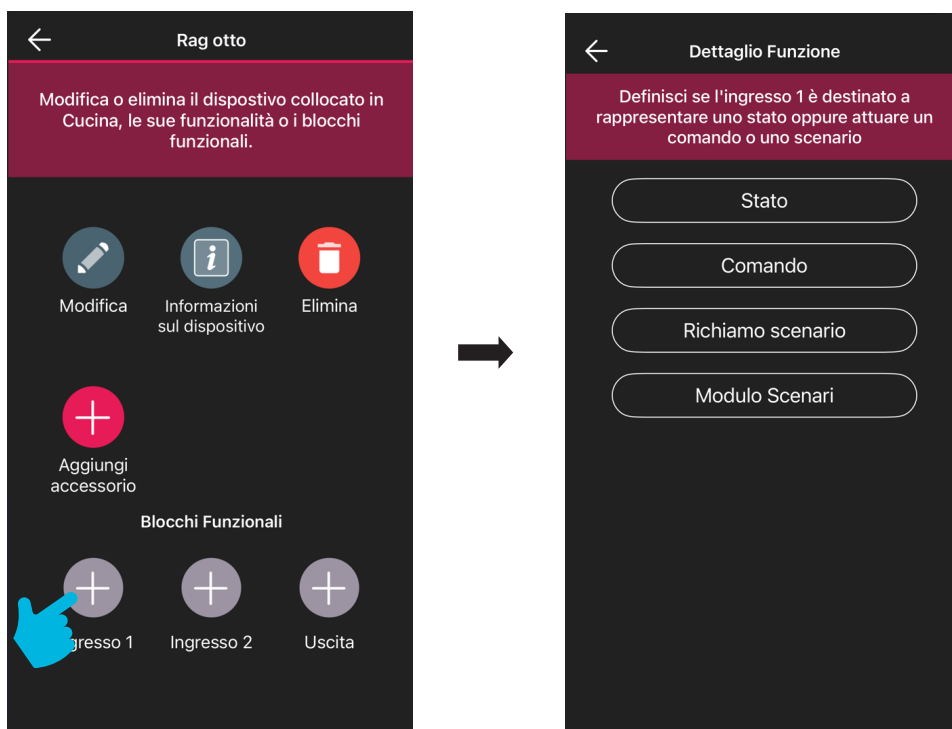 Rag otto
Modifica o elimina il dispostivo collocato in
Cucina, le sue funzionalità o i blocchi
funzionali.
Modifica
Informazioni
sul dispositivo
Elimina
Aggiungi
accessorio
Blocchi Funzionali
gresso 1
Ingresso 2
Uscita
Dettaglio Funzione
Definisci se l'ingresso 1 è destinato a
rappresentare uno stato oppure attuare un
comando o uno scenario
Stato
Comando
Richiamo scenario
Modulo Scenari